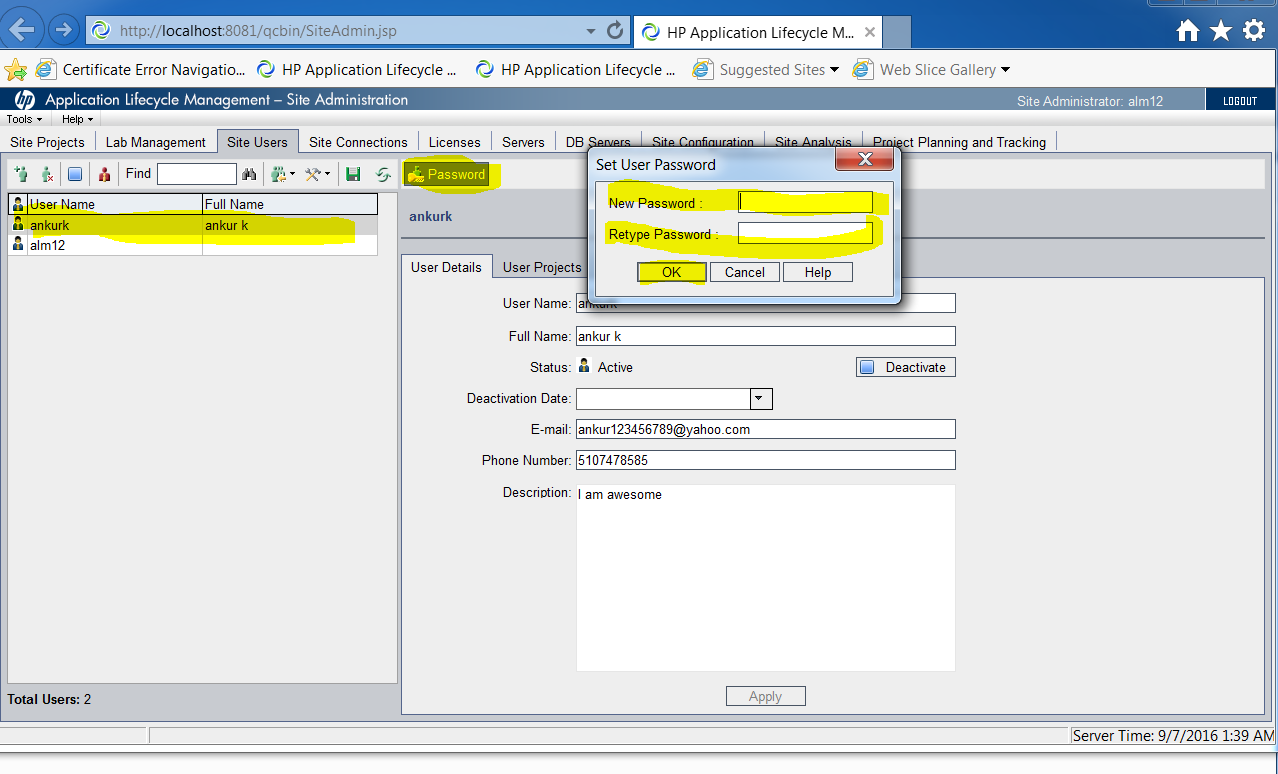 http://localhost:8081/qcbin/SiteAdmin.jsp
HP Application Lifecycle M...
Certificate Error Navigatio...
HP Application Lifecycle ...
HP Application Lifecycle ...
Suggested Sites
Web Slice Gallery
hp Application Lifecycle Management – Site Administration
Site Administrator: alm12
LOGOUT
Tools
Help
Site Projects
Lab Management
Site Users
Site Connections
Licenses
Servers
DB Servers
Site Configuration
Site Analysis
Project Planning and Tracking
Find
Password
User Name
Full Name
ankurk
ankur k
alm12
Total Users: 2
ankurk
Set User Password
New Password :
Retype Password :
OK
Cancel
Help
User Details
User Projects
User Name: ankurk
Full Name: ankur k
Status: Active
Deactivate
Deactivation Date:
E-mail: ankur123456789@yahoo.com
Phone Number: 5107478585
Description: I am awesome
Apply
Server Time: 9/7/2016 1:39 AM